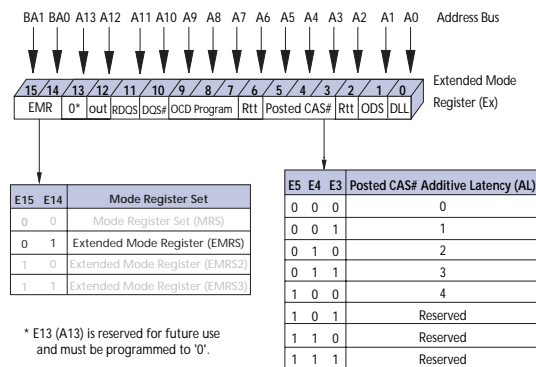 BA1 BA0 A13 A12 A11 A10 A9 A8 A7 A6 A5 A4 A3 A2 A1 A0 Address Bus
15 14 13 12 11 10 9 8 7 6 5 4 3 2 1 0
EMR 0* out RDQS DQS# OCD Program Rtt Posted CAS# Rtt ODS DLL
Extended Mode
Register (Ex)
E15 E14 Mode Register Set
0 0 Mode Register Set (MRS)
0 1 Extended Mode Register (EMRS)
1 0 Extended Mode Register (EMRS2)
1 1 Extended Mode Register (EMRS3)
* E13 (A13) is reserved for future use
and must be programmed to '0'.
E5 E4 E3 Posted CAS# Additive Latency (AL)
0 0 0 0
0 0 1 1
0 1 0 2
0 1 1 3
1 0 0 4
1 0 1 Reserved
1 1 0 Reserved
1 1 1 Reserved